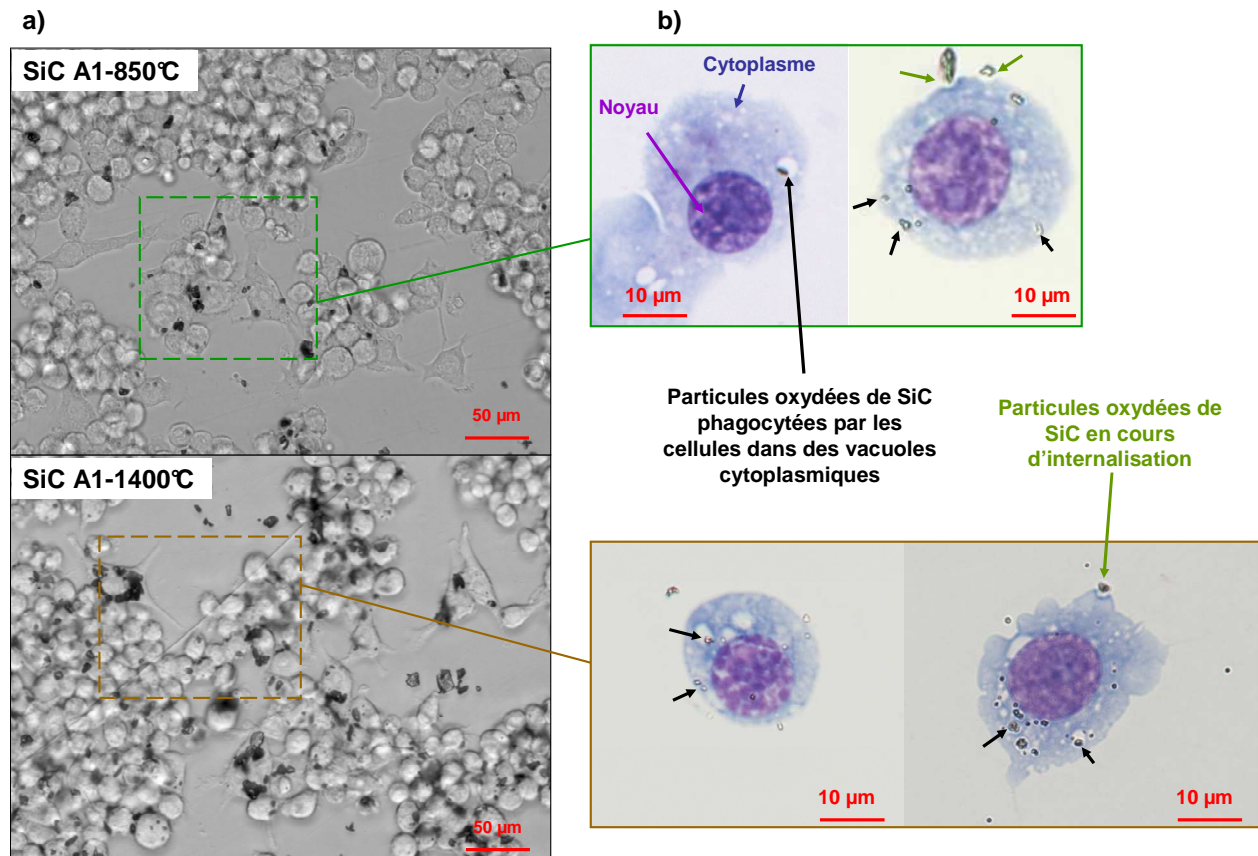 a)
b)
SiC A1-850°C
Cytoplasme
Noyau
50 µm
10 µm
10 µm
Particules oxydées de SiC
phagocytées par les
cellules dans des vacuoles
cytoplasmiques
Particules oxydées de
SiC en cours
d’internalisation
SiC A1-1400°C
50 µm
10 µm
10 µm